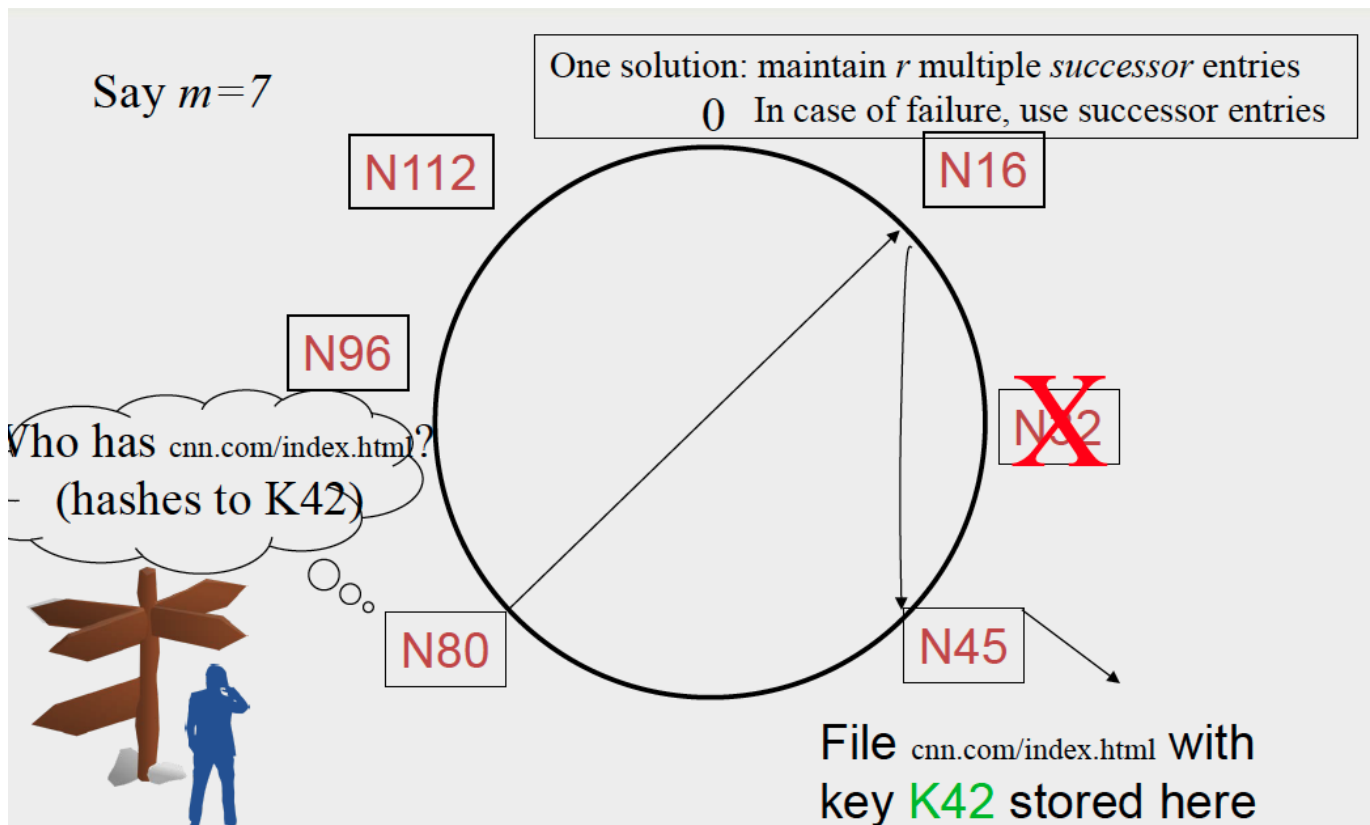 Say m=7
One solution: maintain r multiple successor entries
0 In case of failure, use successor entries
N112
N16
N96
N32
X
Who has cnn.com/index.html?
(hashes to K42)
N80
N45
File cnn.com/index.html with
key K42 stored here